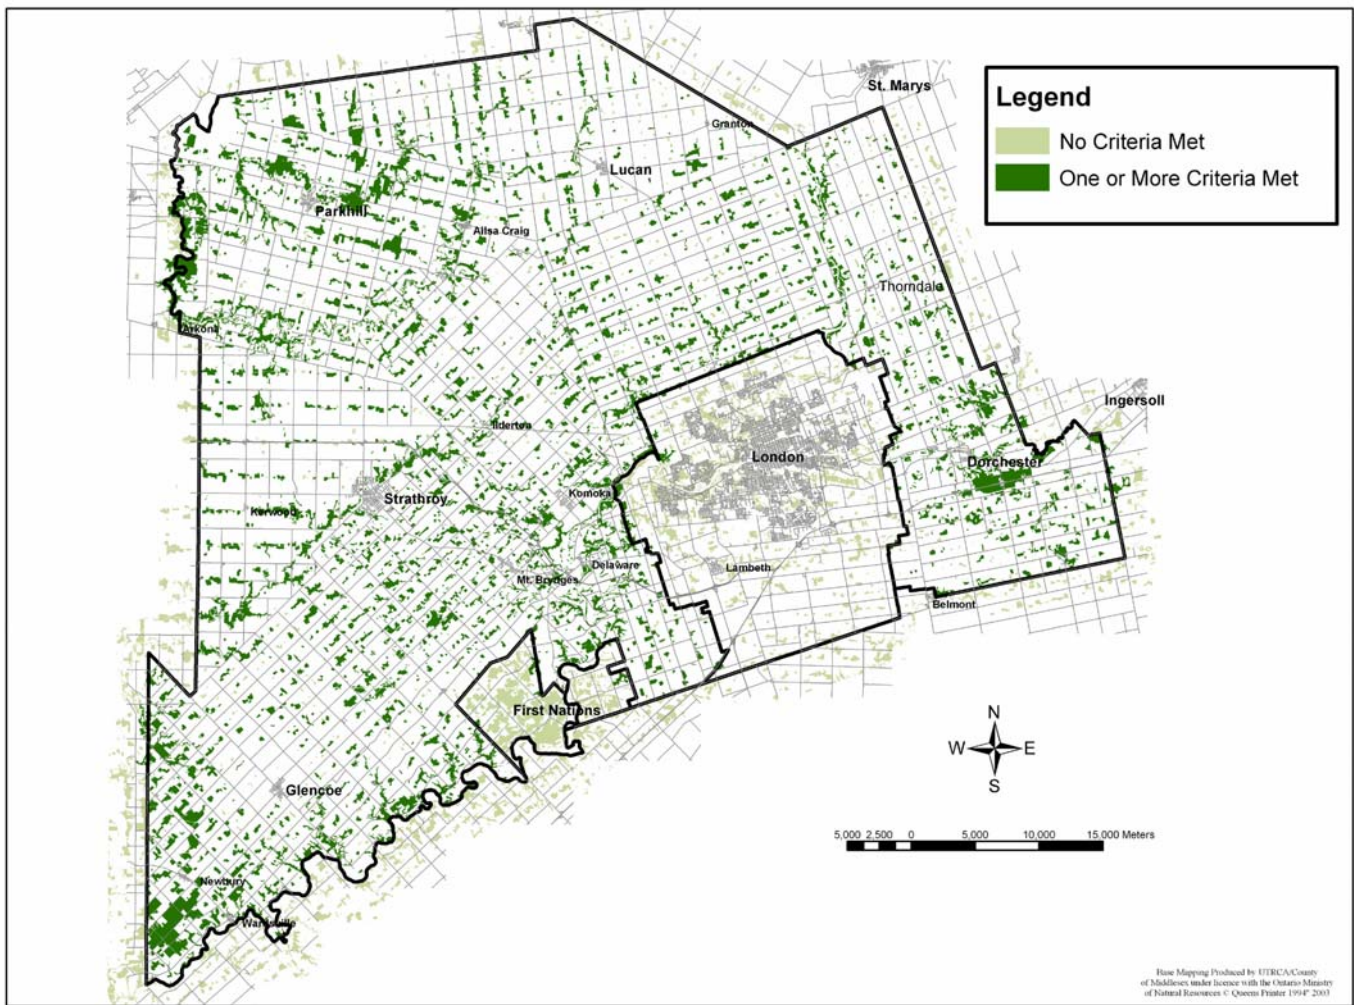 St. Marys
Legend
No Criteria Met
One or More Criteria Met
Granton
Lucan
Parkhill
Ailsa Craig
Thorndale
Arkona
Ingersoll
Ilderton
London
Dorchester
Strathroy
Komoka
Kerwood
Delaware
Lambeth
Mt. Brydges
Belmont
First Nations
N
W E
S
Glencoe
5,000 2,500 0 5,000 10,000 15,000 Meters
Newbury
Wardsville
Base Mapping Produced by UTRCA/County
of Middlesex under licence with the Ontario Ministry
of Natural Resources © Queens Printer 1994" 2003